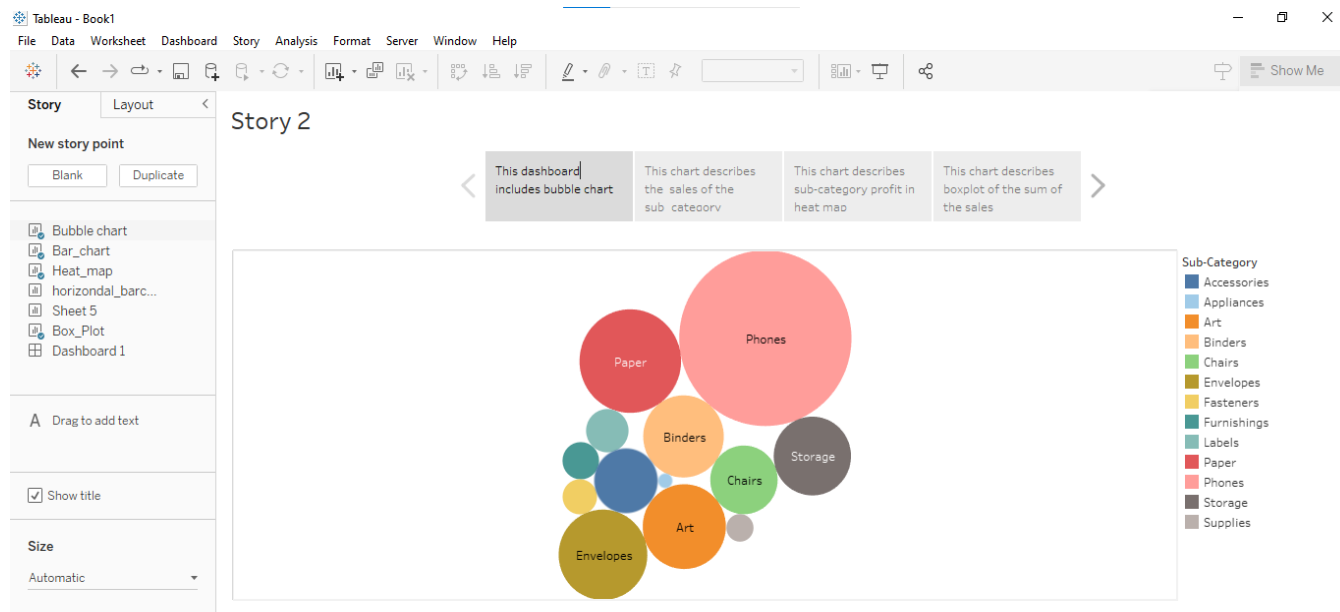 Tableau - Book1
File Data Worksheet Dashboard Story Analysis Format Server Window Help
Show Me
Story Layout
New story point
Blank Duplicate
Bubble chart
Bar_chart
Heat_map
horizondal_barc...
Sheet 5
Box_Plot
Dashboard 1
A Drag to add text
Show title
Size
Automatic
Story 2
This dashboard
includes bubble chart
This chart describes
the sales of the
sub category
This chart describes
sub-category profit in
heat map
This chart describes
boxplot of the sum of
the sales
Phones
Paper
Binders
Storage
Chairs
Art
Envelopes
Sub-Category
Accessories
Appliances
Art
Binders
Chairs
Envelopes
Fasteners
Furnishings
Labels
Paper
Phones
Storage
Supplies